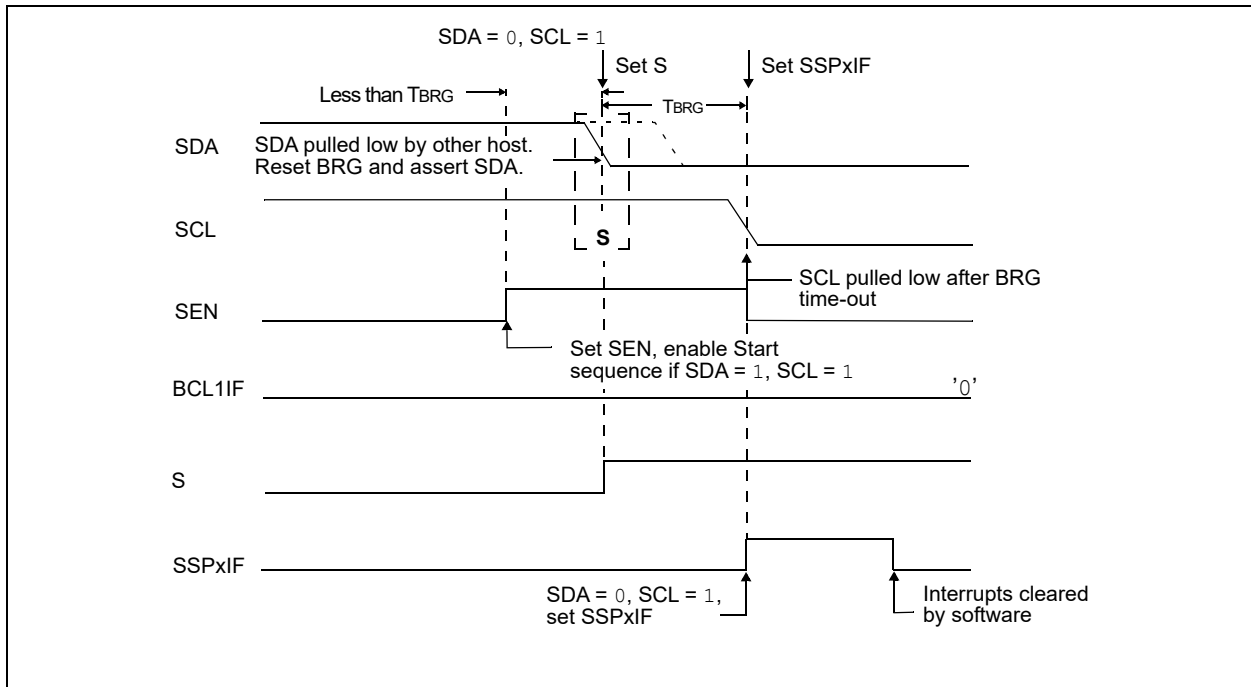 SDA = 0, SCL = 1
Set S
Set SSPxIF
Less than TBRG
TBRG
SDA
SDA pulled low by other host.
Reset BRG and assert SDA.
SCL
S
SCL pulled low after BRG
time-out
SEN
Set SEN, enable Start
sequence if SDA = 1, SCL = 1
BCL1IF
'0'
S
SSPxIF
SDA = 0, SCL = 1,
set SSPxIF
Interrupts cleared
by software